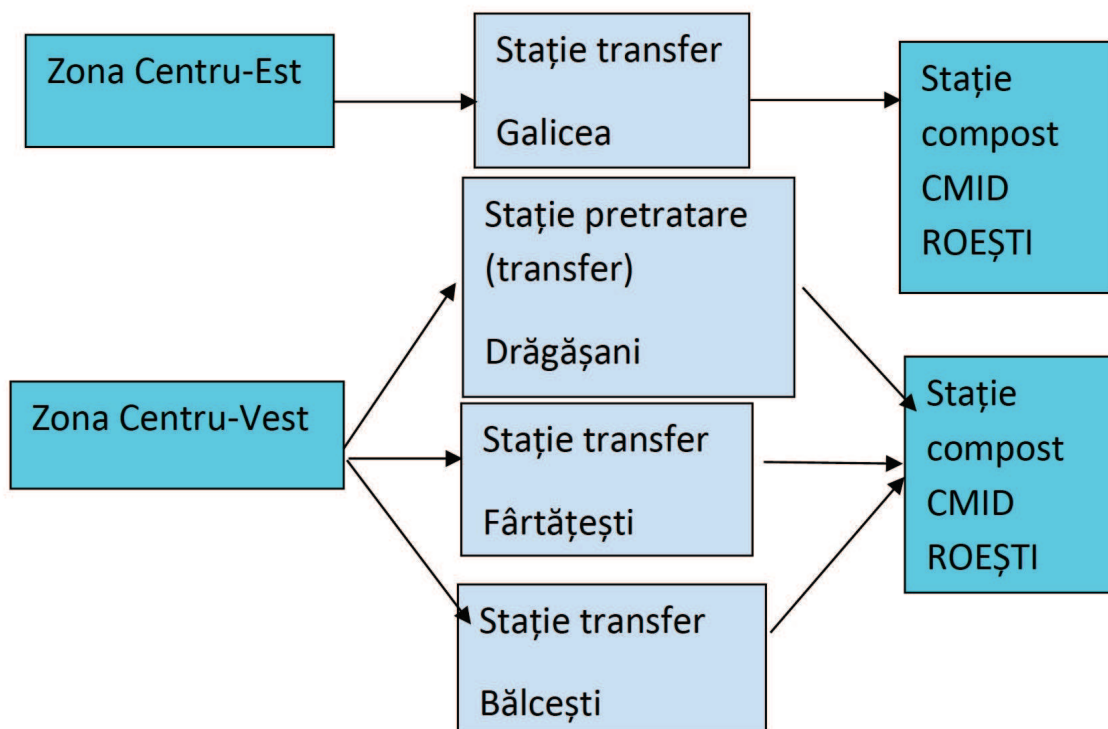 Zona Centru-Est
Stație transfer
Galicea
Stație
compost
CMID
ROEȘTI
Zona Centru-Vest
Stație pretratare
(transfer)
Drăgășani
Stație transfer
Fârtățești
Stație transfer
Bălcești
Stație
compost
CMID
ROEȘTI